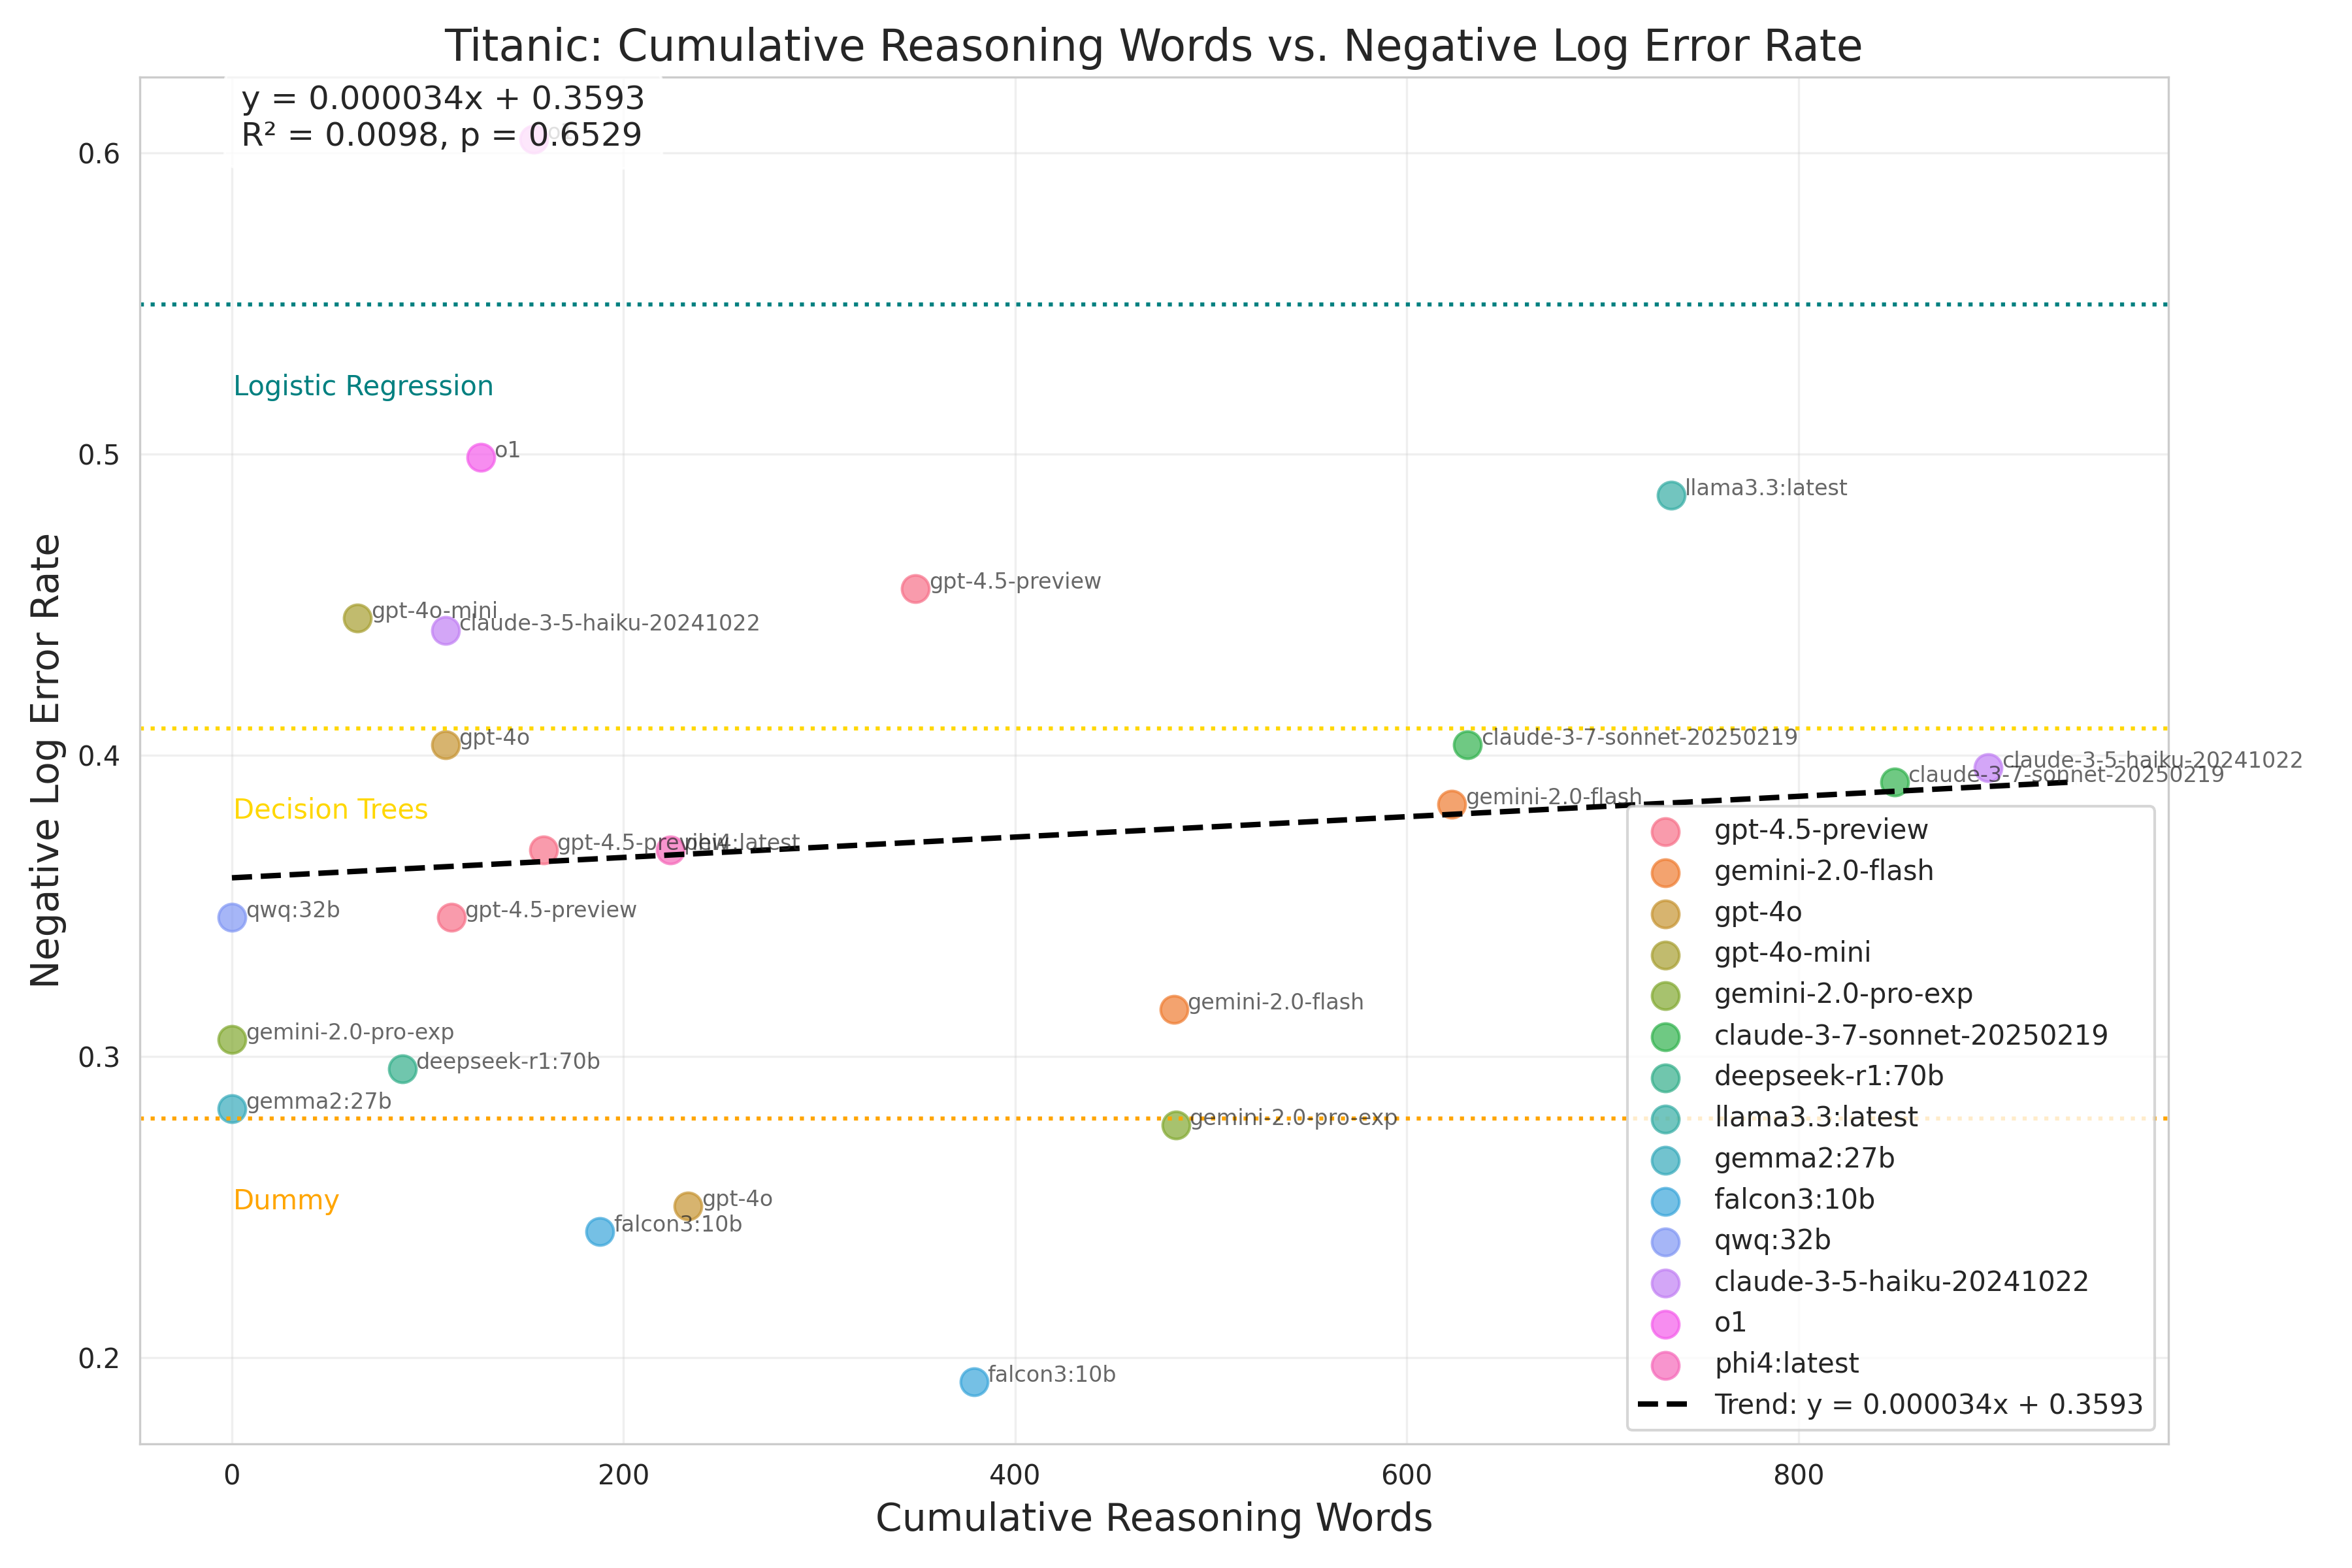 Titanic: Cumulative Reasoning Words vs. Negative Log Error Rate
y = 0.000034x + 0.3593
R² = 0.0098, p = 0.6529
Negative Log Error Rate
0.6
0.5
0.4
0.3
0.2
Logistic Regression
o1
llama3.3:latest
gpt-4.5-preview
gpt-4o-mini
claude-3-5-haiku-20241022
gpt-4o
claude-3-7-sonnet-20250219
claude-3-5-haiku-20241022
claude-3-7-sonnet-20250219
gemini-2.0-flash
Decision Trees
gpt-4.5-preview
phi4:latest
qwq:32b
gpt-4.5-preview
gemini-2.0-flash
gemini-2.0-pro-exp
deepseek-r1:70b
gemma2:27b
gemini-2.0-pro-exp
Dummy
gpt-4o
falcon3:10b
falcon3:10b
gpt-4.5-preview
gemini-2.0-flash
gpt-4o
gpt-4o-mini
gemini-2.0-pro-exp
claude-3-7-sonnet-20250219
deepseek-r1:70b
llama3.3:latest
gemma2:27b
falcon3:10b
qwq:32b
claude-3-5-haiku-20241022
o1
phi4:latest
Trend: y = 0.000034x + 0.3593
0
200
400
600
800
Cumulative Reasoning Words